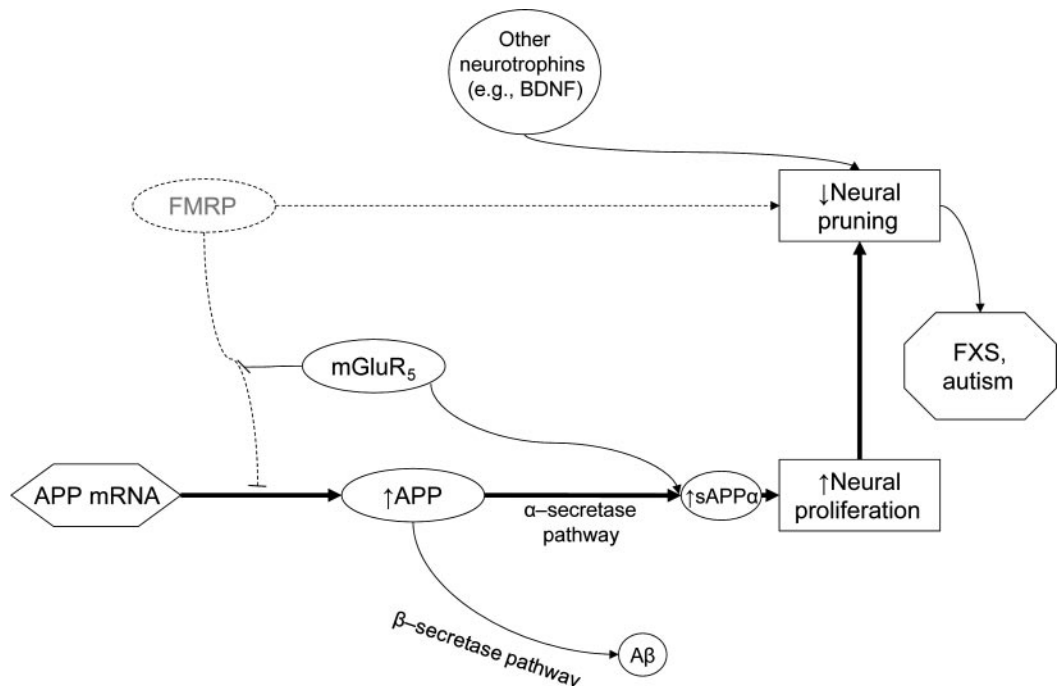 Other
neurotrophins
(e.g., BDNF)
FMRP
↓Neural
pruning
mGluR₅
FXS,
autism
APP mRNA
↑APP
α–secretase
pathway
↑sAPPα
↑Neural
proliferation
β–secretase pathway
Aβ